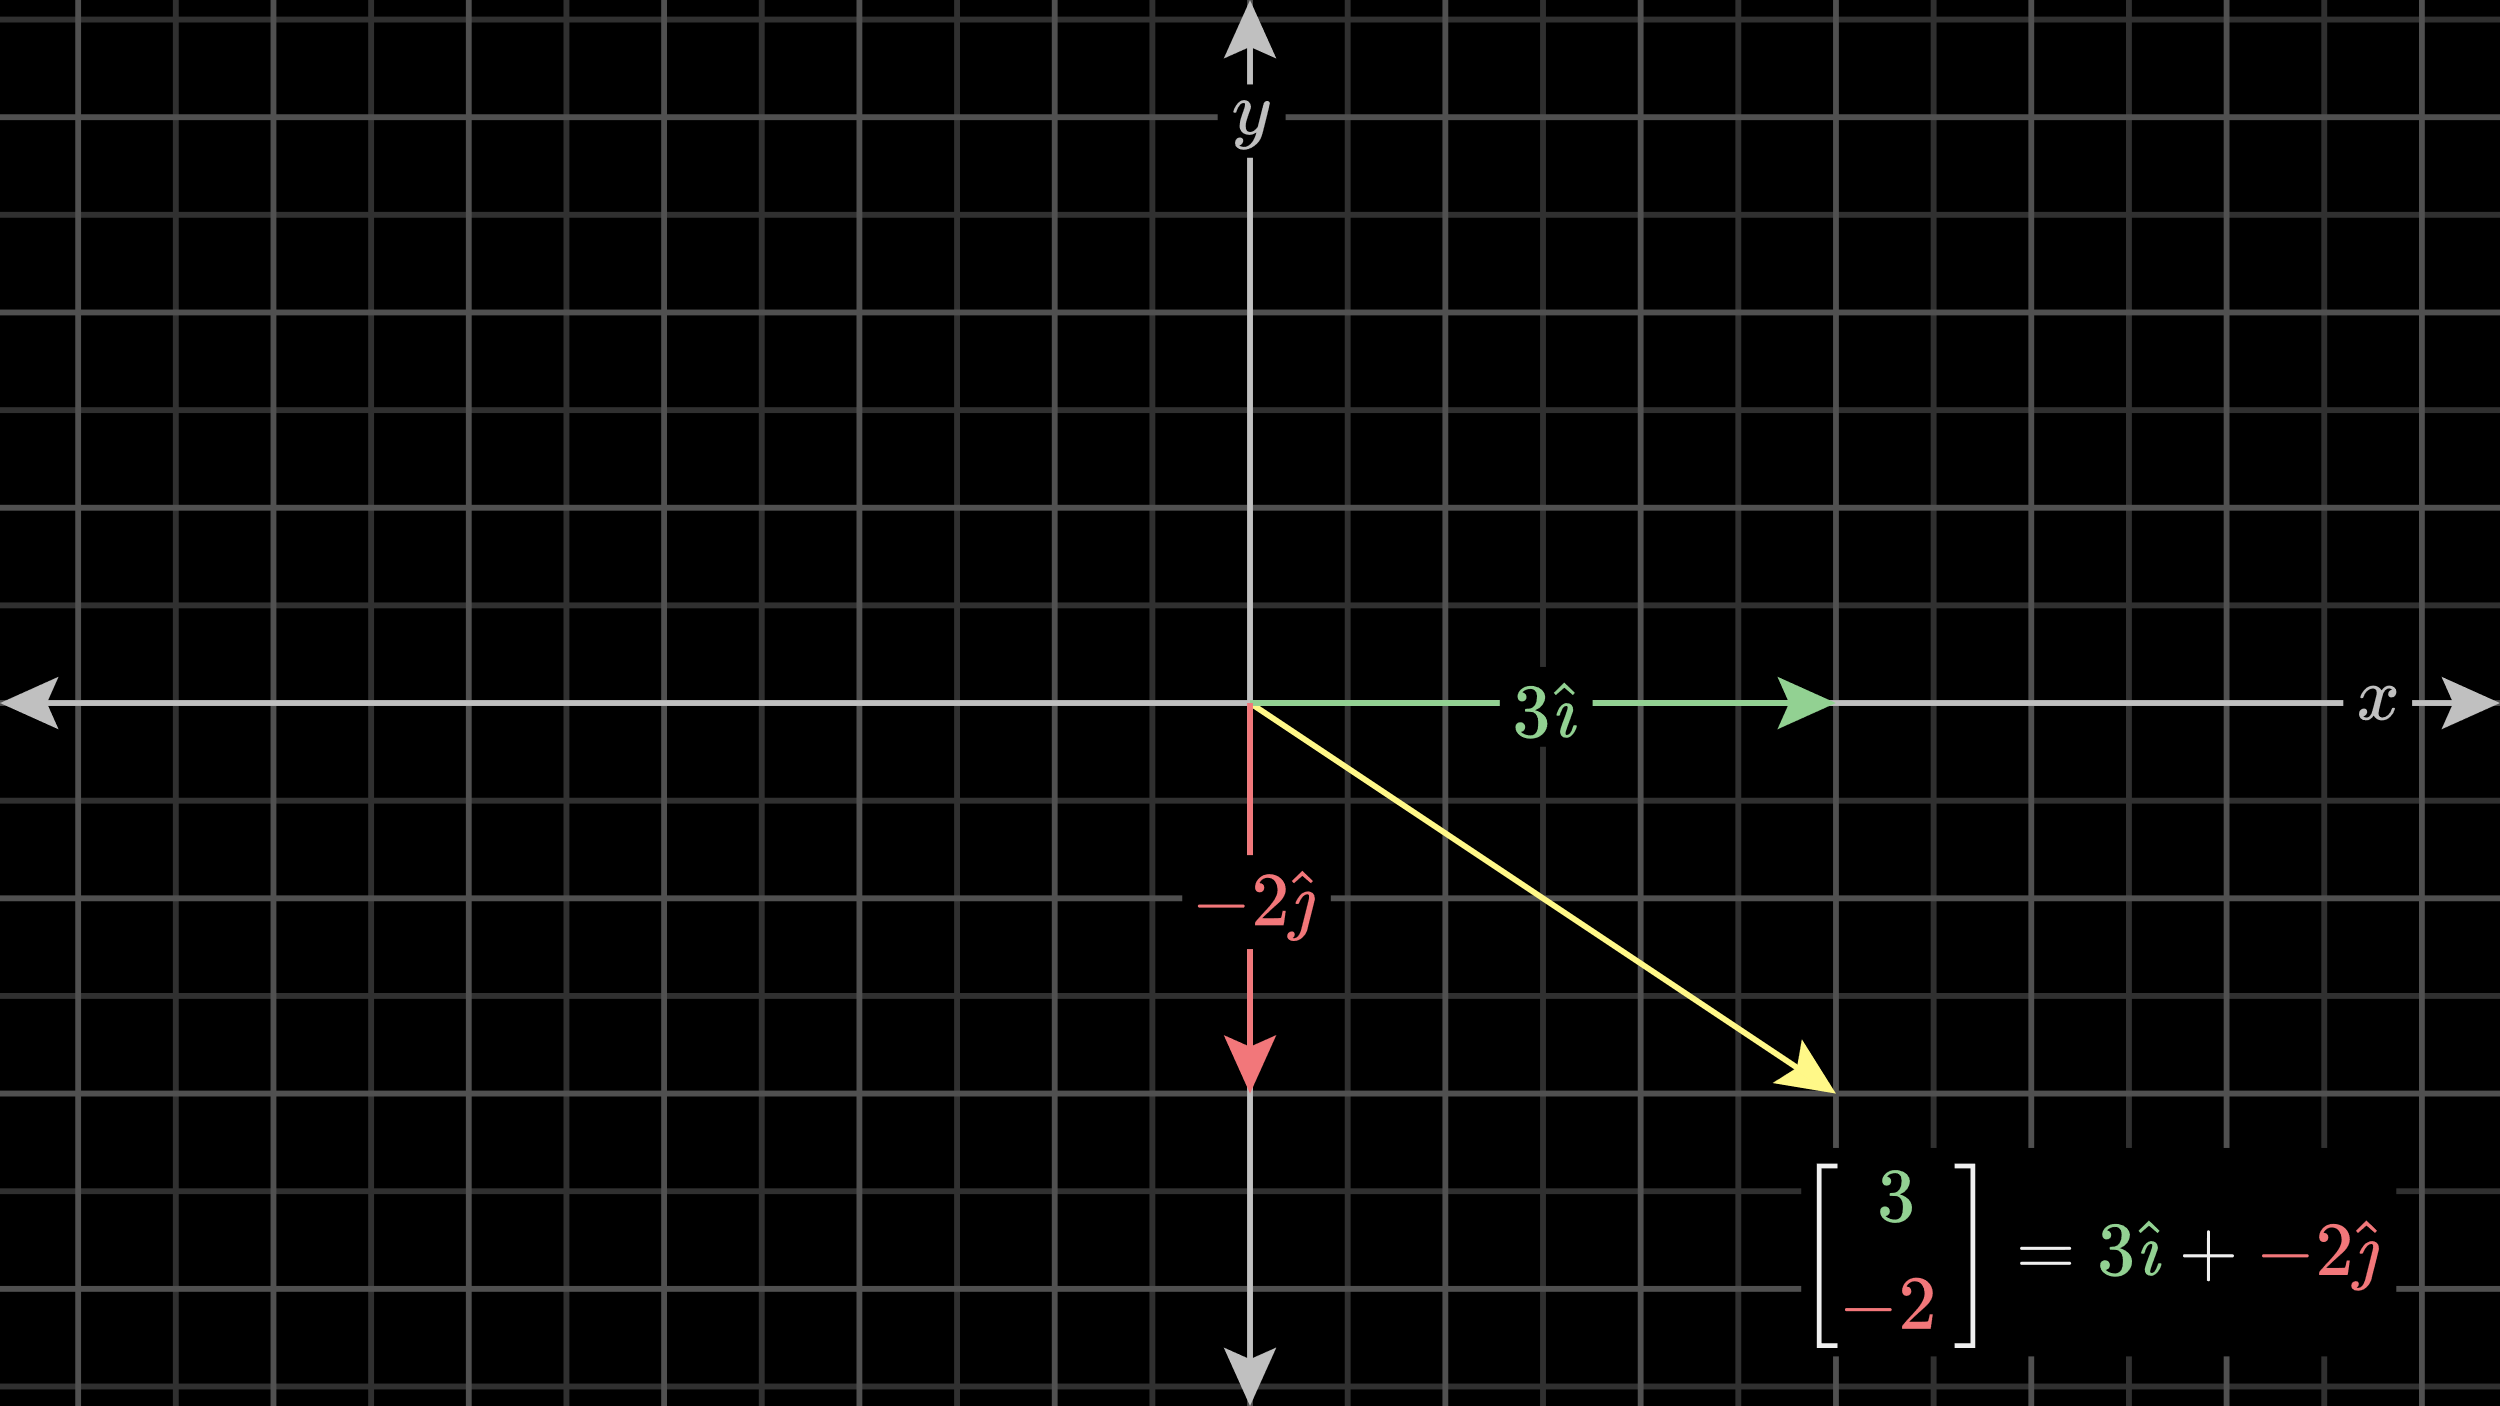 y
3î x
−2ĵ
[3
−2] = 3î + −2ĵ